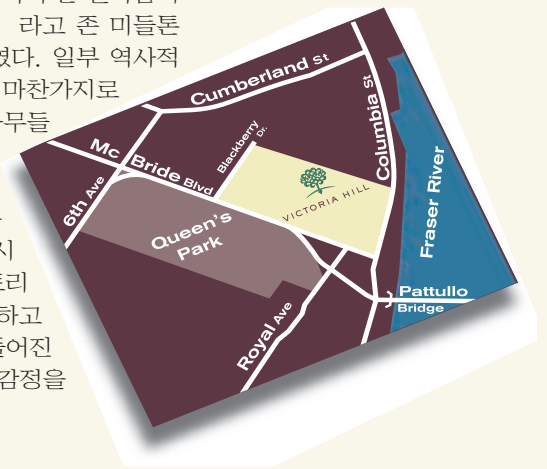 라고 존 미들톤
였다. 일부 역사적
마찬가지로
나무들
시
토리
하고
들어진
감정을
Cumberland St
Columbia St
Mc Bride Blvd
Blackberry
Dr.
6th Ave
VICTORIA HILL
Queen's
Park
Fraser River
Royal Ave
Pattullo
Bridge